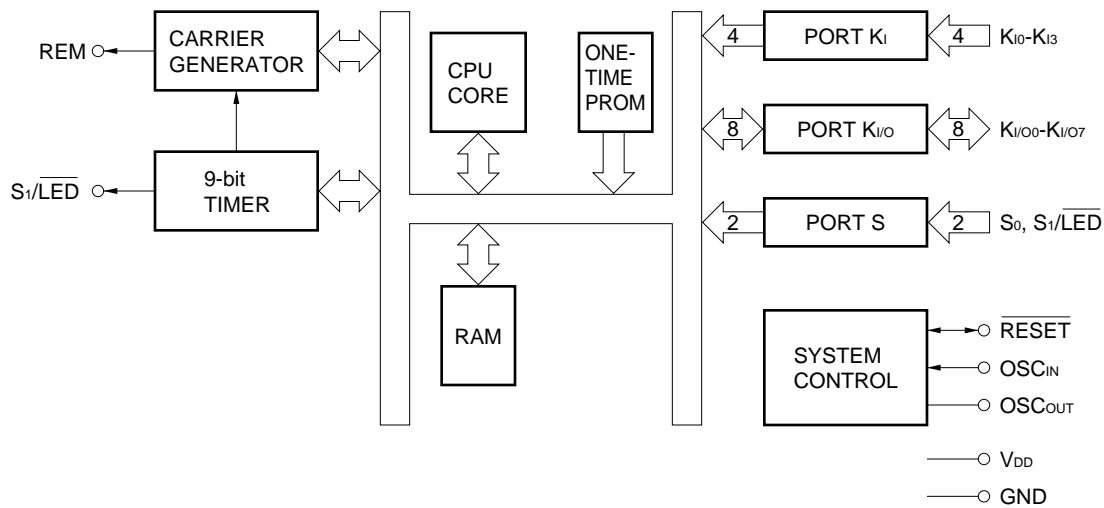 REM
CARRIER
GENERATOR
S1/LED
9-bit
TIMER
CPU
CORE
ONE-
TIME
PROM
RAM
4
PORT KI
4
KI0-KI3
8
PORT KI/O
8
KI/O0-KI/O7
2
PORT S
2
S0, S1/LED
SYSTEM
CONTROL
RESET
OSCIN
OSCOUT
VDD
GND